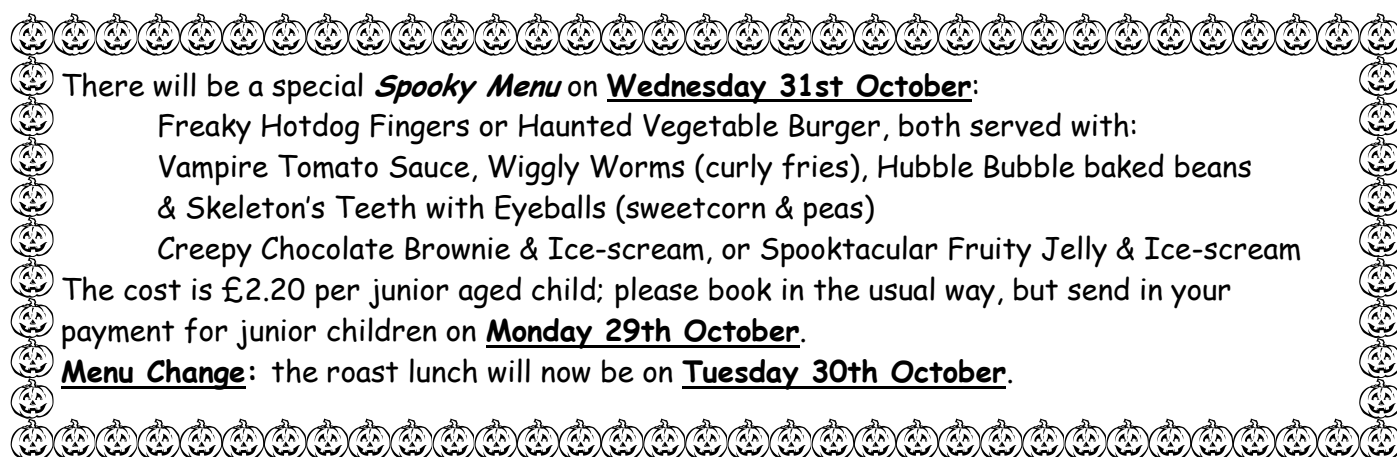 There will be a special Spooky Menu on Wednesday 31st October:
Freaky Hotdog Fingers or Haunted Vegetable Burger, both served with:
Vampire Tomato Sauce, Wiggly Worms (curly fries), Hubble Bubble baked beans
& Skeleton's Teeth with Eyeballs (sweetcorn & peas)
Creepy Chocolate Brownie & Ice-scream, or Spooktacular Fruity Jelly & Ice-scream
The cost is £2.20 per junior aged child; please book in the usual way, but send in your
payment for junior children on Monday 29th October.
Menu Change: the roast lunch will now be on Tuesday 30th October.